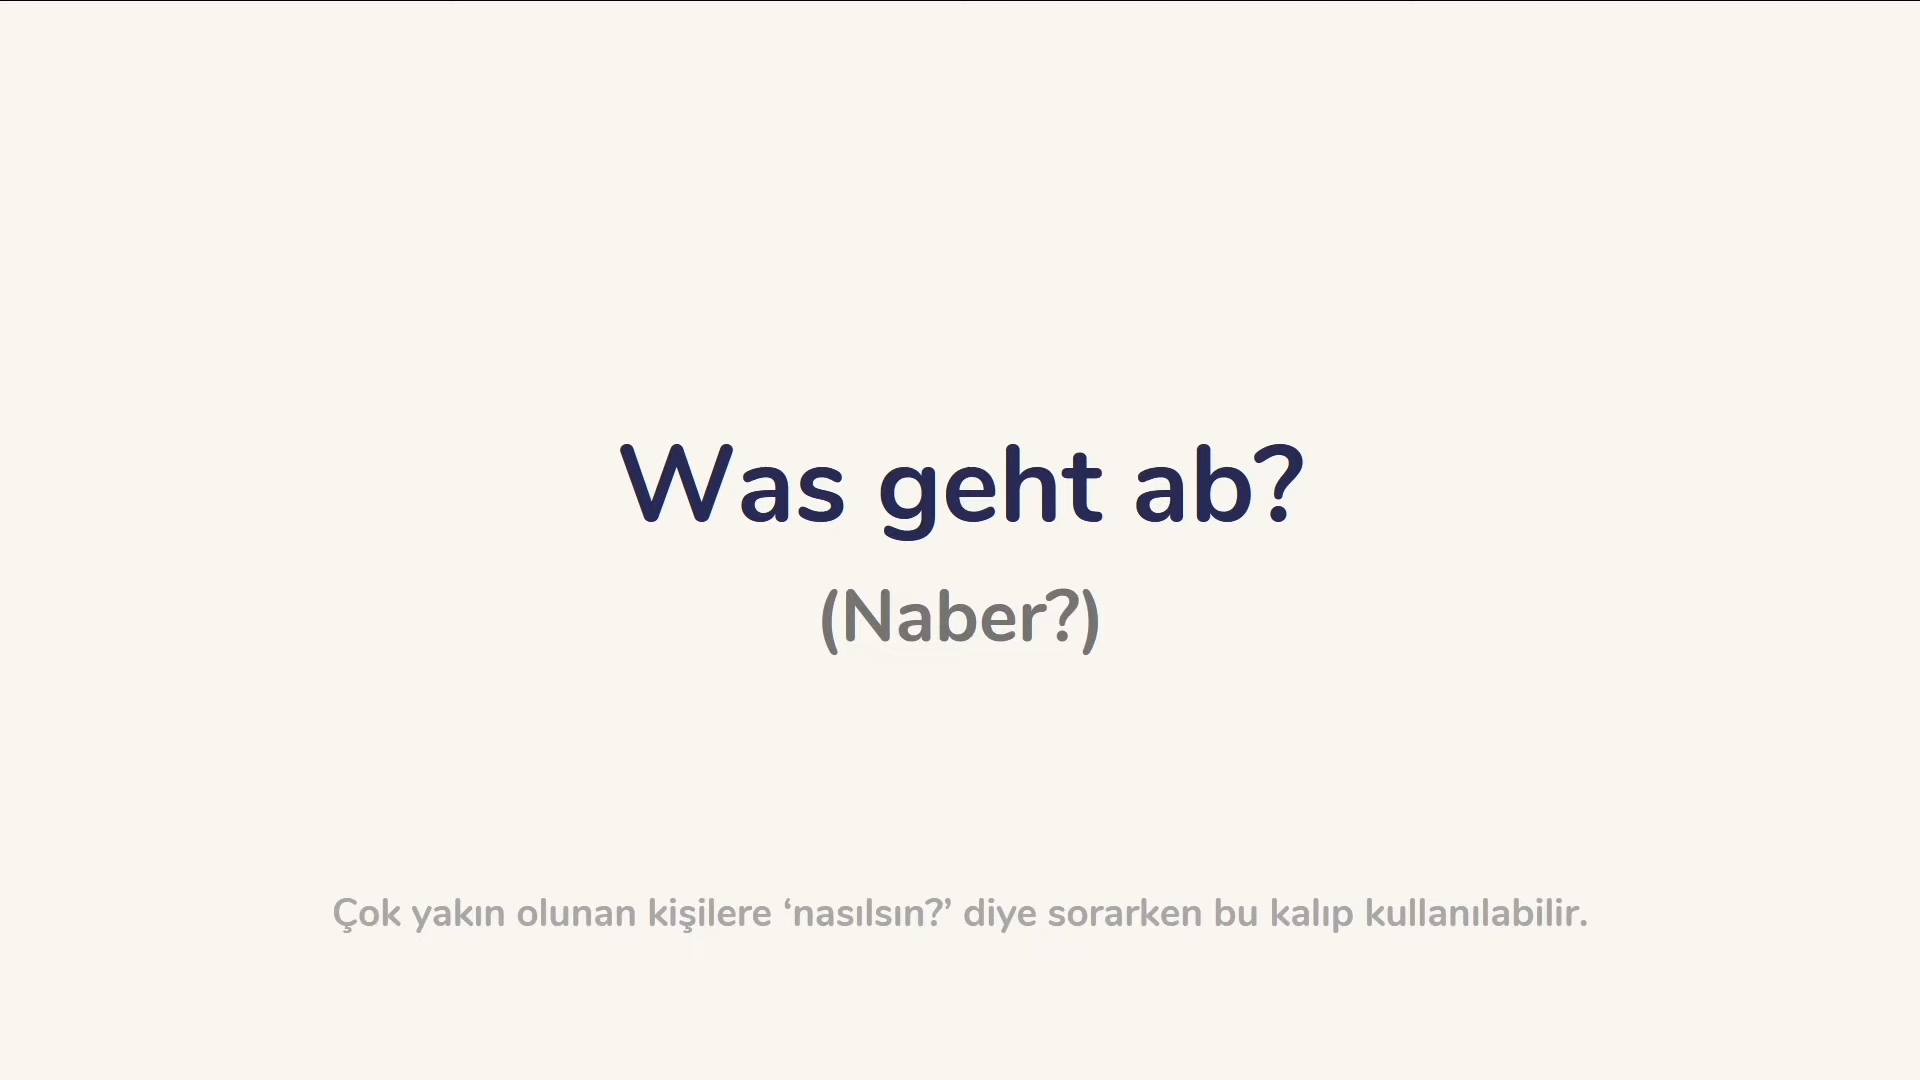 Was geht ab?
(Naber?)
Çok yakın olunan kişilere ‘nasılsın?’ diye sorarken bu kalıp kullanılabilir.